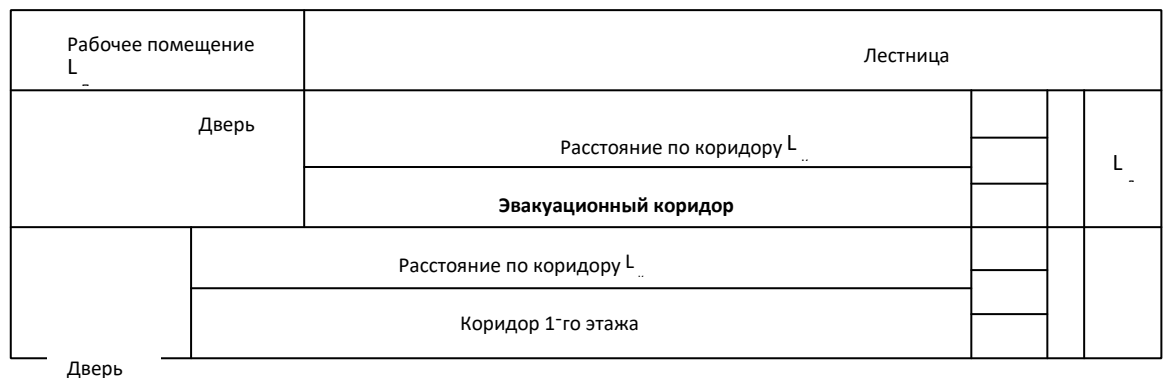 Рабочее помещение
L
Лестница
Дверь
Расстояние по коридору L
L
Эвакуационный коридор
Расстояние по коридору L
Коридор 1-го этажа
Дверь